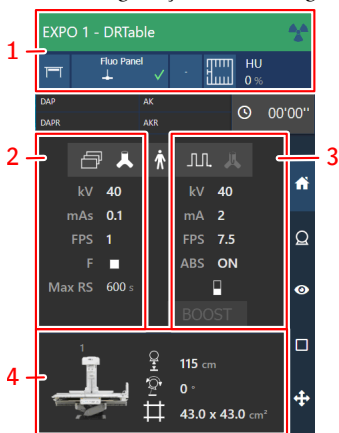 EXPO 1 - DRTable
1
Fluo Panel
HU
0 %
DAP AK
DAPR AKR
00'00"
2
3
kV 40 kV 40
mAs 0.1 mA 2
FPS 1 FPS 7.5
F ABS ON
Max RS 600 s
BOOST
1
115 cm
4
0 °
43.0 x 43.0 cm²